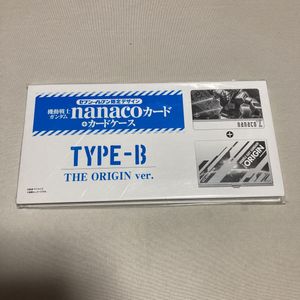 セブン-イレブン限定デザイン
機動戦士
ガンダム
nanacoカード
+カードケース
TYPE-B
THE ORIGIN ver.
nanaco
+
ORIGIN